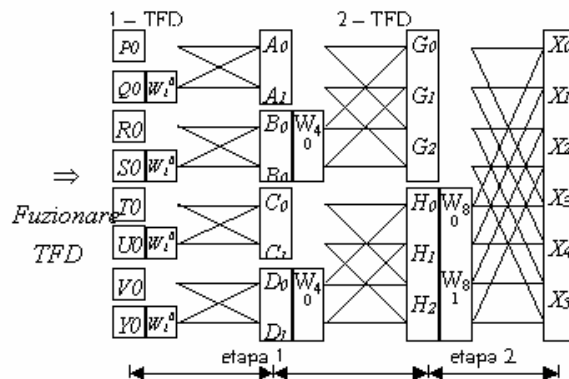 1 – TFD 2 – TFD
P0 A0 G0 X0
Q0 A1 G1 X1
R0 B0 W4 0 X2
S0 B0 G2
T0 C0 H0 W8 0 X3
U0 C1 H1 X4
V0 D0 W4 0 W8 1
Y0 D1 H2 X3
⇒
Fuzionare
TFD
etapa 1 etapa 2